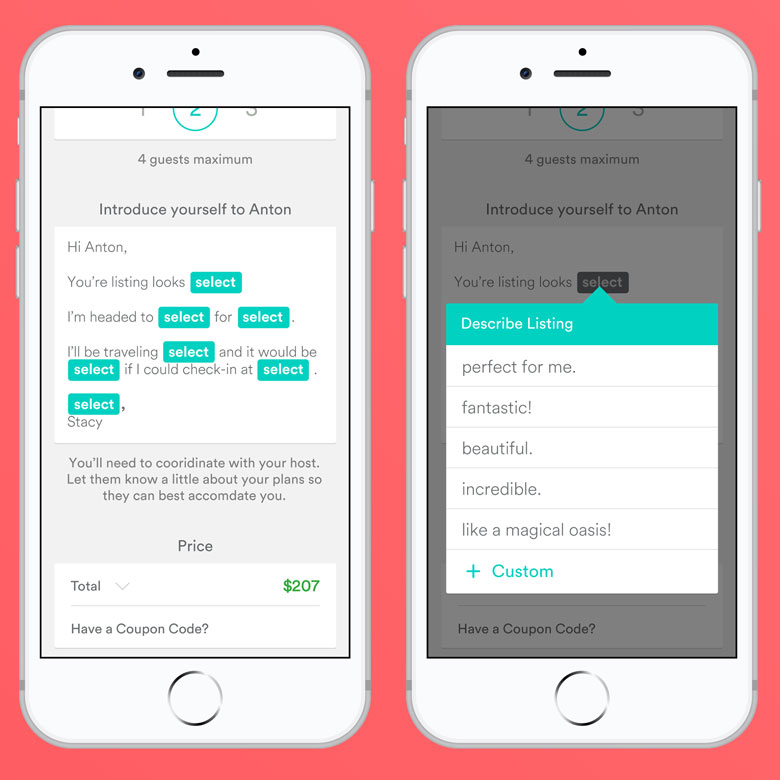 1 2 3
4 guests maximum
Introduce yourself to Anton
Hi Anton,
You're listing looks select
I'm headed to select for select .
I'll be traveling select and it would be
select if I could check-in at select .
select ,
Stacy
You'll need to cooridinate with your host.
Let them know a little about your plans so
they can best accomdate you.
Price
Total $207
Have a Coupon Code?
1 2 3
4 guests maximum
Introduce yourself to Anton
Hi Anton,
You're listing looks select
Describe Listing
perfect for me.
fantastic!
beautiful.
incredible.
like a magical oasis!
+ Custom
Have a Coupon Code?